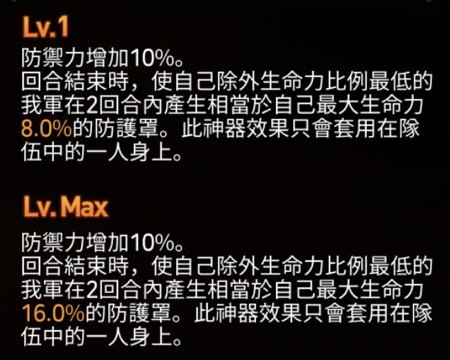 Lv.1
防禦力增加10%。
回合結束時，使自己除外生命力比例最低的
我軍在2回合內產生相當於自己最大生命力
8.0%的防護罩。此神器效果只會套用在隊
伍中的一人身上。
Lv.Max
防禦力增加10%。
回合結束時，使自己除外生命力比例最低的
我軍在2回合內產生相當於自己最大生命力
16.0%的防護罩。此神器效果只會套用在隊
伍中的一人身上。